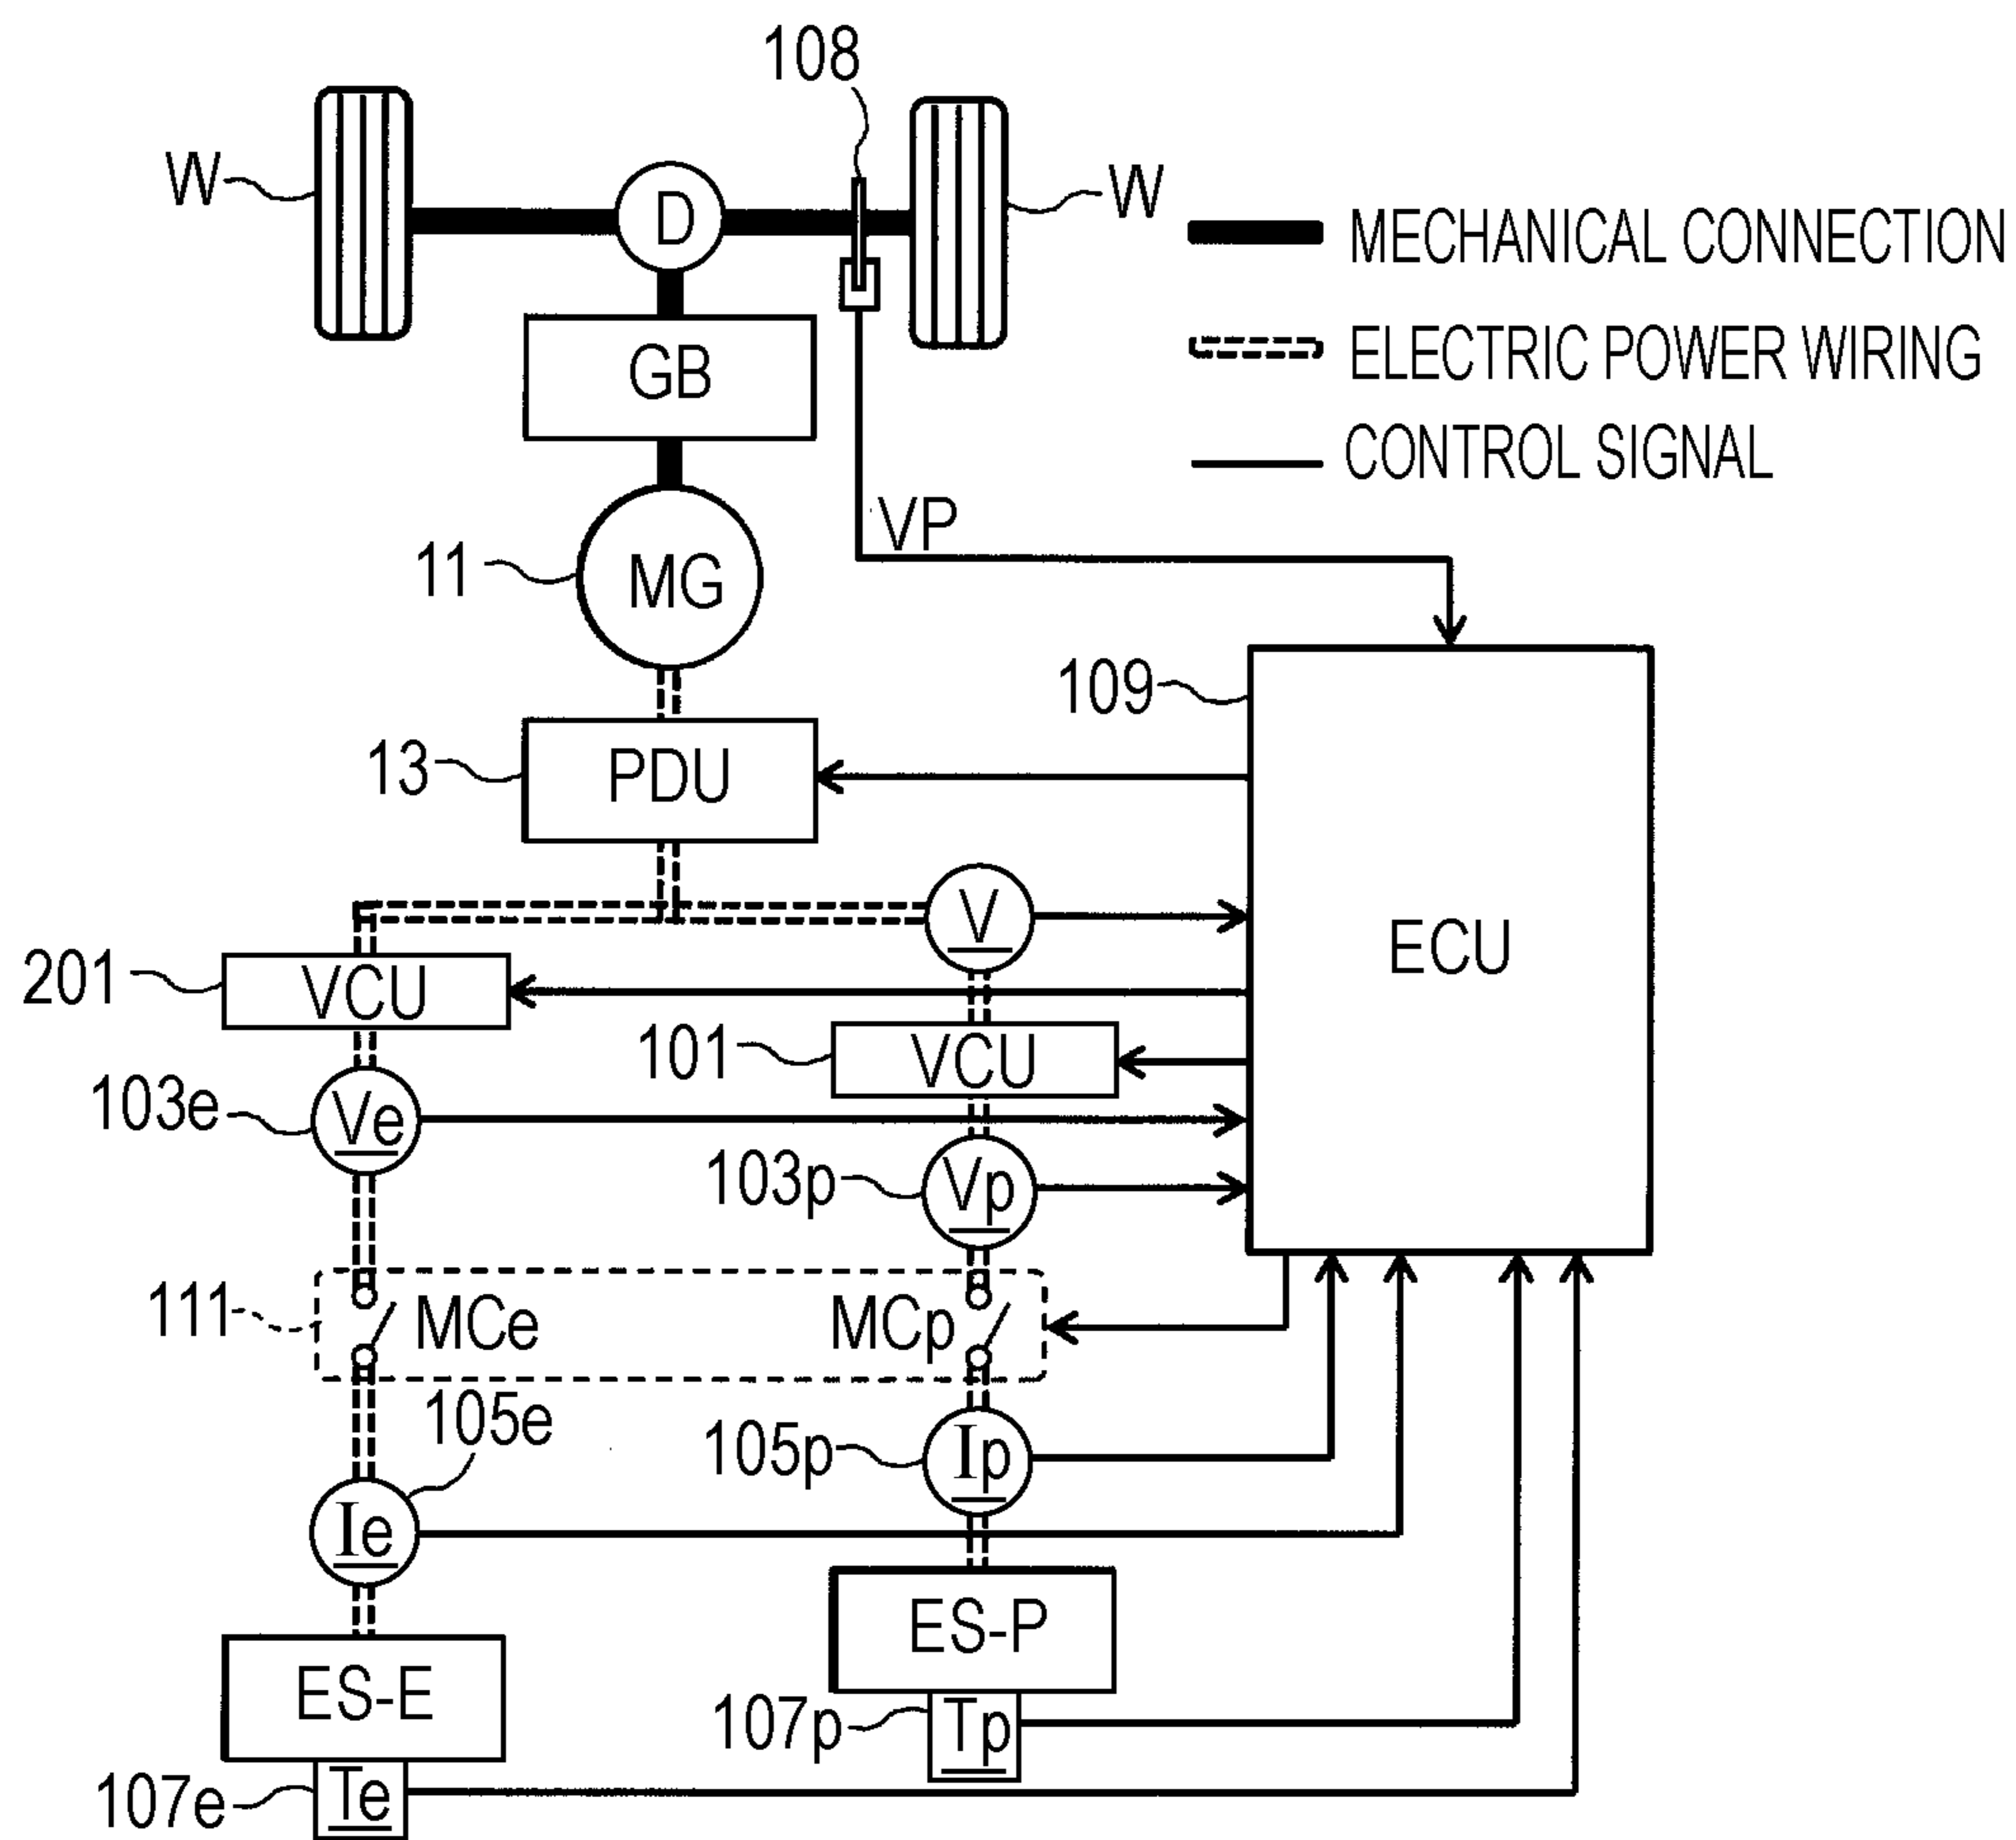 108
W
D
W
MECHANICAL CONNECTION
GB
ELECTRIC POWER WIRING
CONTROL SIGNAL
VP
11
MG
109
13
PDU
V
ECU
201
VCU
101
VCU
103e
Ve
103p
Vp
111
MCe
MCp
105e
105p
Ip
Ie
ES-P
ES-E
107p
Tp
107e
Te